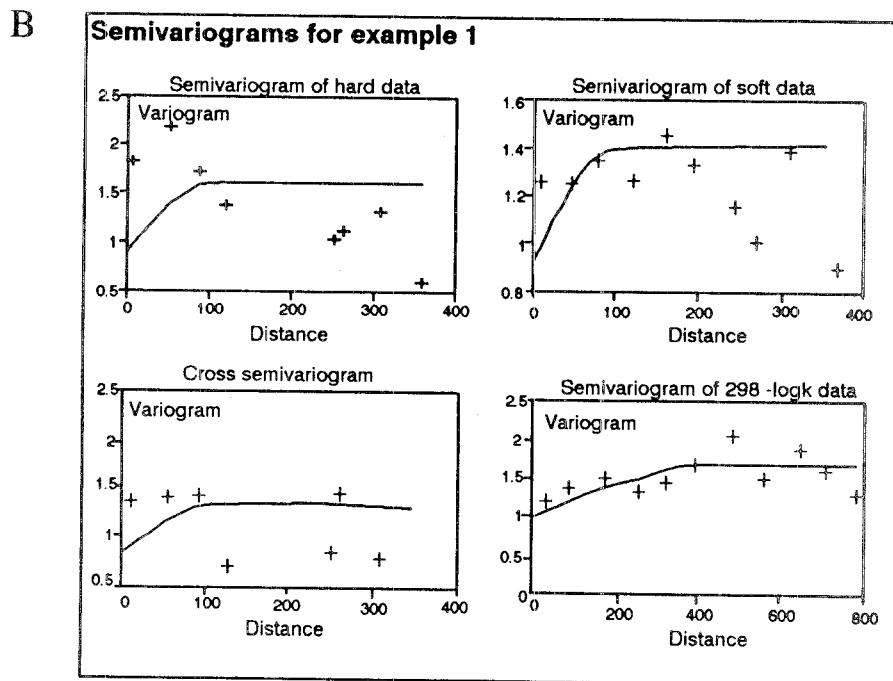 B
Semivariograms for example 1
Semivariogram of hard data
Variogram
2.5
2
1.5
1
0.5
0 100 200 300 400
Distance
Semivariogram of soft data
Variogram
1.6
1.4
1.2
1
0.8
0 100 200 300 400
Distance
Cross semivariogram
Variogram
2.5
2
1.5
1
0.5
0 100 200 300 400
Distance
Semivariogram of 298 -logk data
Variogram
2.5
2
1.5
1
0.5
0
0 200 400 600 800
Distance